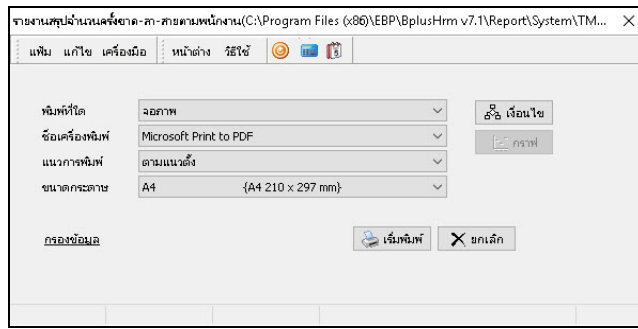 รายงานสรุปจำนวนครั้งขาด-ลา-สายตามพนักงาน(C:\Program Files (x86)\EBP\BplusHrm v7.1\Report\System\TM...
แฟ้ม แก้ไข เครื่องมือ หน้าต่าง วิธีใช้
พิมพ์ที่ใด จอภาพ เงื่อนไข
ชื่อเครื่องพิมพ์ Microsoft Print to PDF กราฟ
แนวการพิมพ์ ตามแนวตั้ง
ขนาดกระดาษ A4 {A4 210 x 297 mm}
กรองข้อมูล เริ่มพิมพ์ ยกเลิก